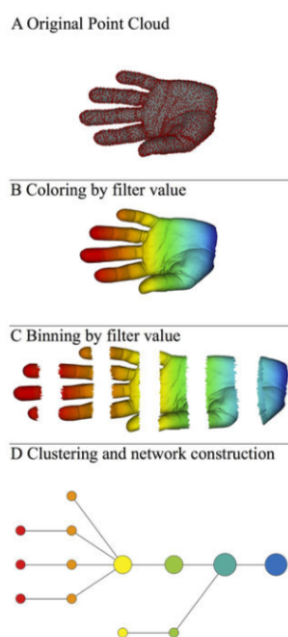 A Original Point Cloud
B Coloring by filter value
C Binning by filter value
D Clustering and network construction